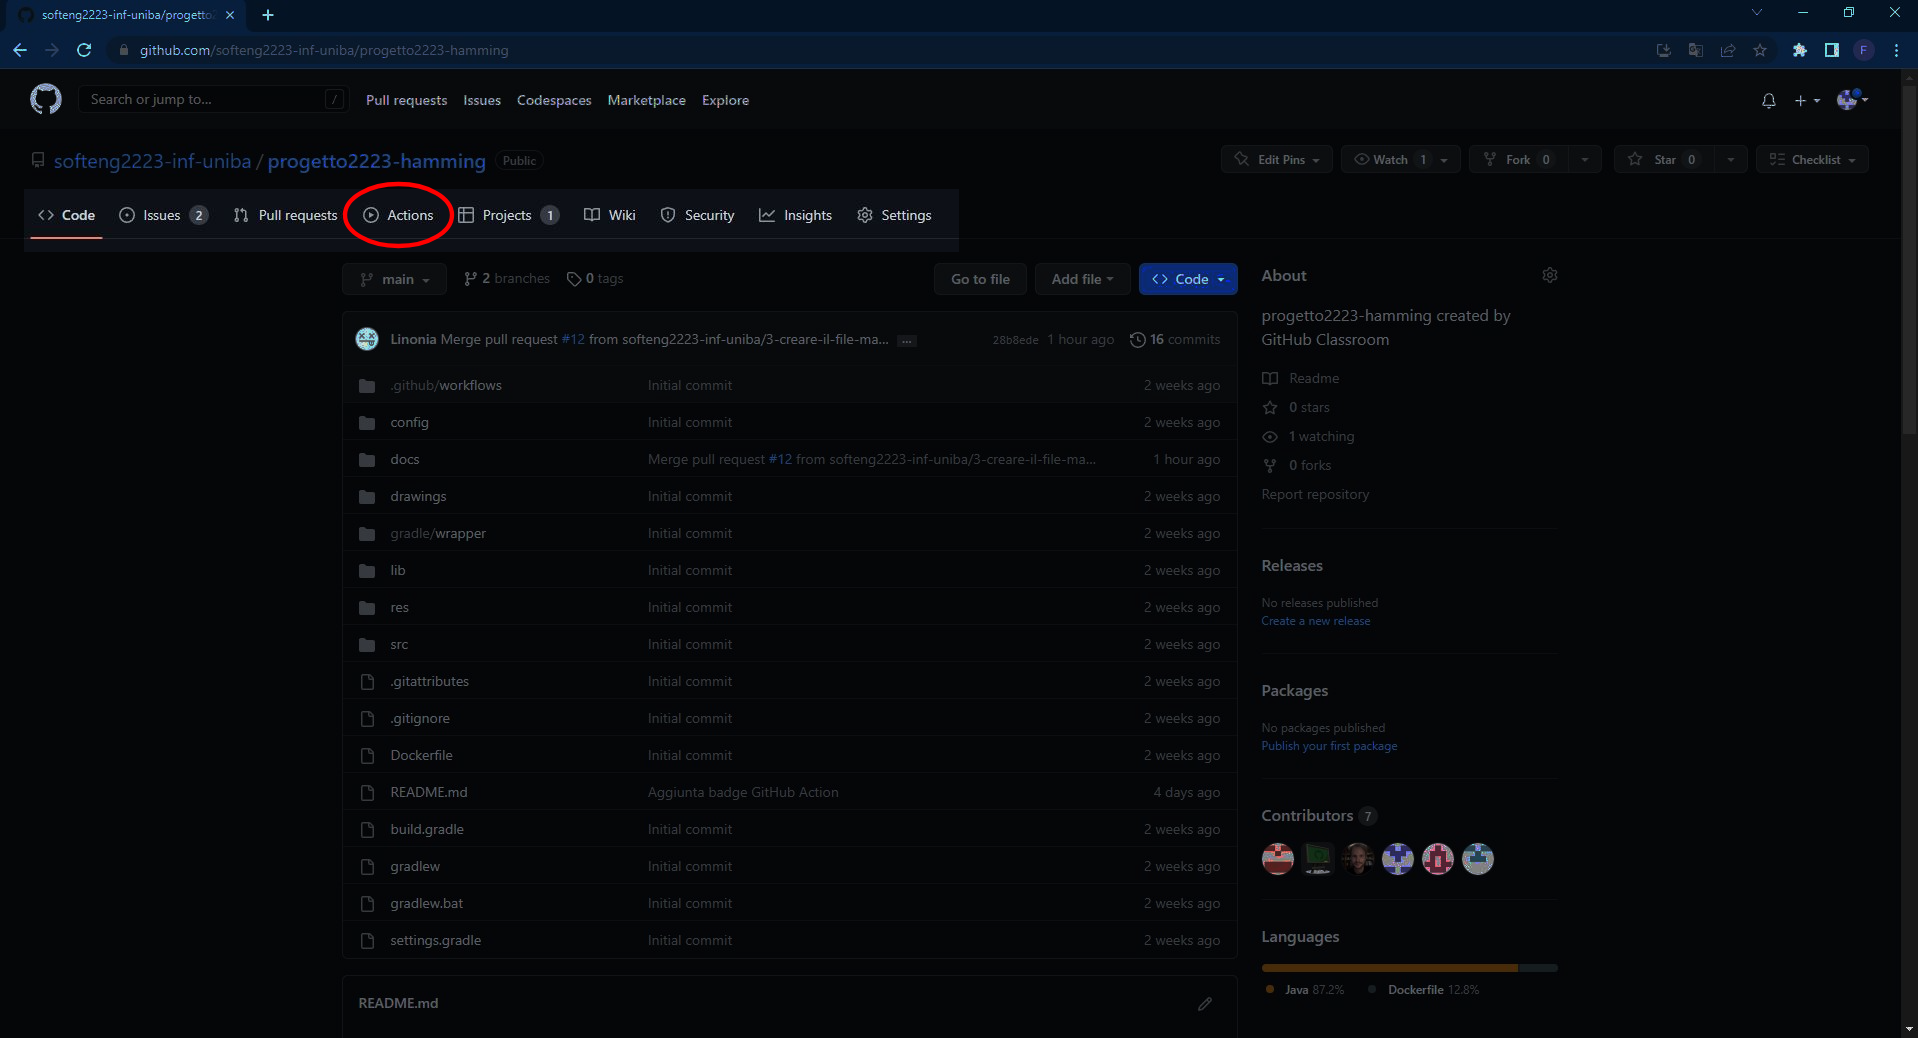 softeng2223-inf-uniba/progetto2
github.com/softeng2223-inf-uniba/progetto2223-hamming
F
Search or jump to... /
Pull requests Issues Codespaces Marketplace Explore
softeng2223-inf-uniba / progetto2223-hamming Public
Edit Pins Watch 1 Fork 0 Star 0 Checklist
Code Issues 2 Pull requests Actions Projects 1 Wiki Security Insights Settings
main 2 branches 0 tags Go to file Add file Code
Linonia Merge pull request #12 from softeng2223-inf-uniba/3-creare-il-file-ma... ... 28b8ede 1 hour ago 16 commits
.github/workflows Initial commit 2 weeks ago
config Initial commit 2 weeks ago
docs Merge pull request #12 from softeng2223-inf-uniba/3-creare-il-file-ma... 1 hour ago
drawings Initial commit 2 weeks ago
gradle/wrapper Initial commit 2 weeks ago
lib Initial commit 2 weeks ago
res Initial commit 2 weeks ago
src Initial commit 2 weeks ago
.gitattributes Initial commit 2 weeks ago
.gitignore Initial commit 2 weeks ago
Dockerfile Initial commit 2 weeks ago
README.md Aggiunta badge GitHub Action 4 days ago
build.gradle Initial commit 2 weeks ago
gradlew Initial commit 2 weeks ago
gradlew.bat Initial commit 2 weeks ago
settings.gradle Initial commit 2 weeks ago
README.md
About
progetto2223-hamming created by
GitHub Classroom
Readme
0 stars
1 watching
0 forks
Report repository
Releases
No releases published
Create a new release
Packages
No packages published
Publish your first package
Contributors 7
Languages
Java 87.2% Dockerfile 12.8%